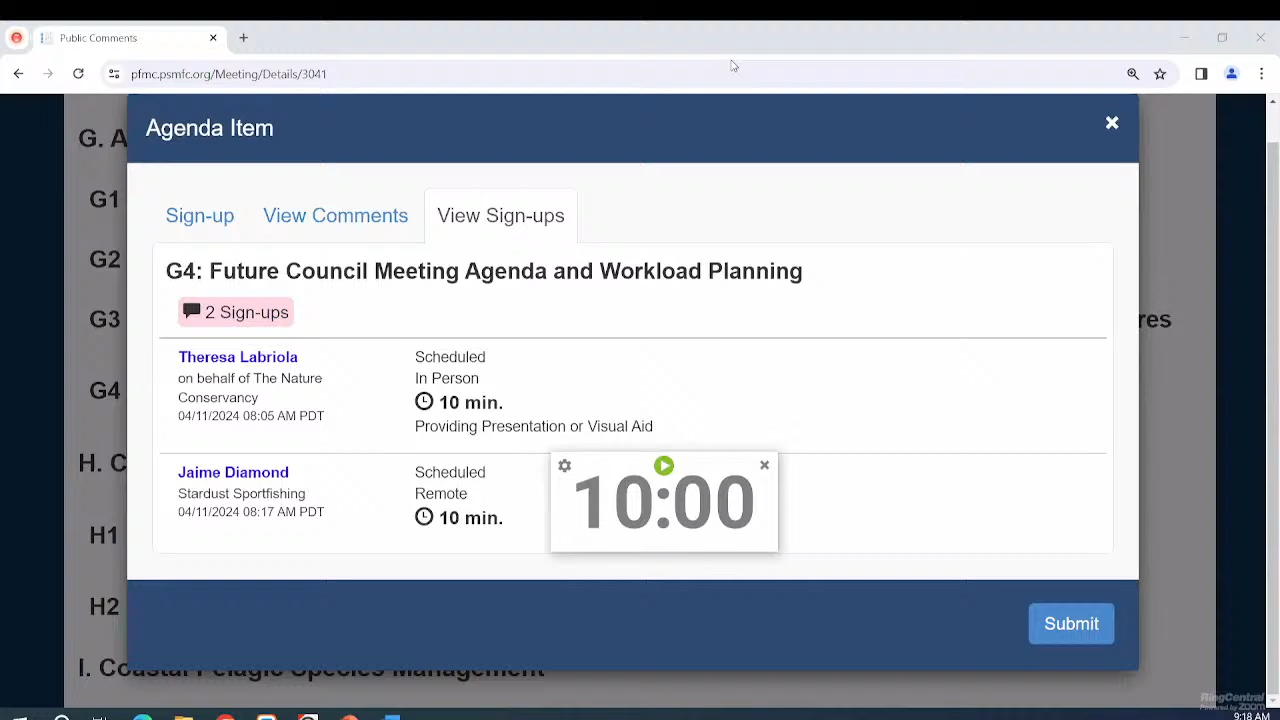 Public Comments
pfmc.psmfc.org/Meeting/Details/3041
G. A
Agenda Item
G1
Sign-up
View Comments
View Sign-ups
G2
G4: Future Council Meeting Agenda and Workload Planning
2 Sign-ups
G3
res
Theresa Labriola
on behalf of The Nature
Conservancy
04/11/2024 08:05 AM PDT
Scheduled
In Person
10 min.
Providing Presentation or Visual Aid
G4
H. C
Jaime Diamond
Stardust Sportfishing
04/11/2024 08:17 AM PDT
Scheduled
Remote
10 min.
10:00
H1
H2
Submit
I. Coastal Pelagic Species Management
RingCentral
Powered by zoom
9:18 AM